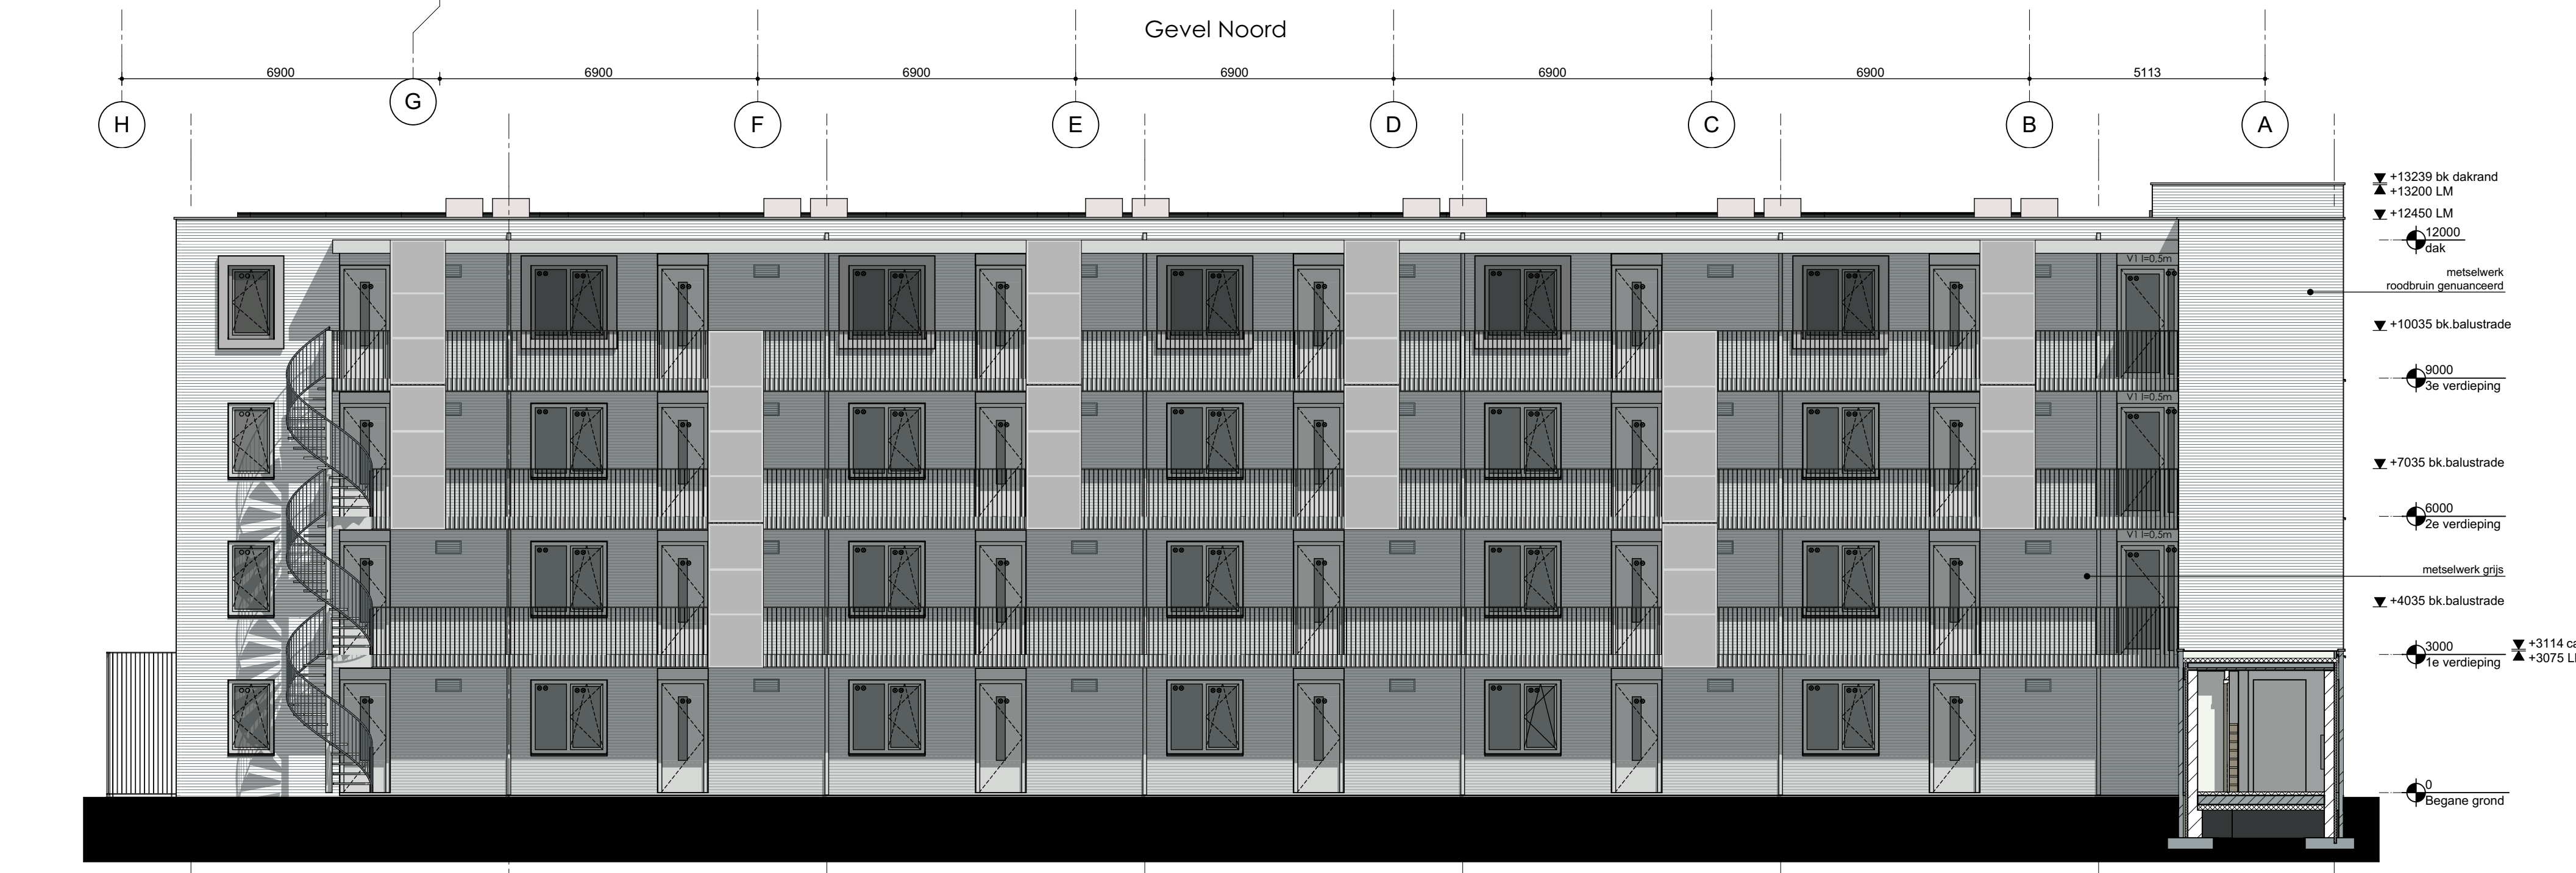 Gevel Noord
6900 6900 6900 6900 6900 6900 5113
H G F E D C B A
+13239 bk dakrand
+13200 LM
+12450 LM
12000
dak
V1 l=0,5m
metselwerk
roodbruin genuanceerd
+10035 bk.balustrade
9000
3e verdieping
V1 l=0,5m
+7035 bk.balustrade
6000
2e verdieping
V1 l=0,5m
metselwerk grijs
+4035 bk.balustrade
3000
1e verdieping
+3114
+3075
0
Begane grond